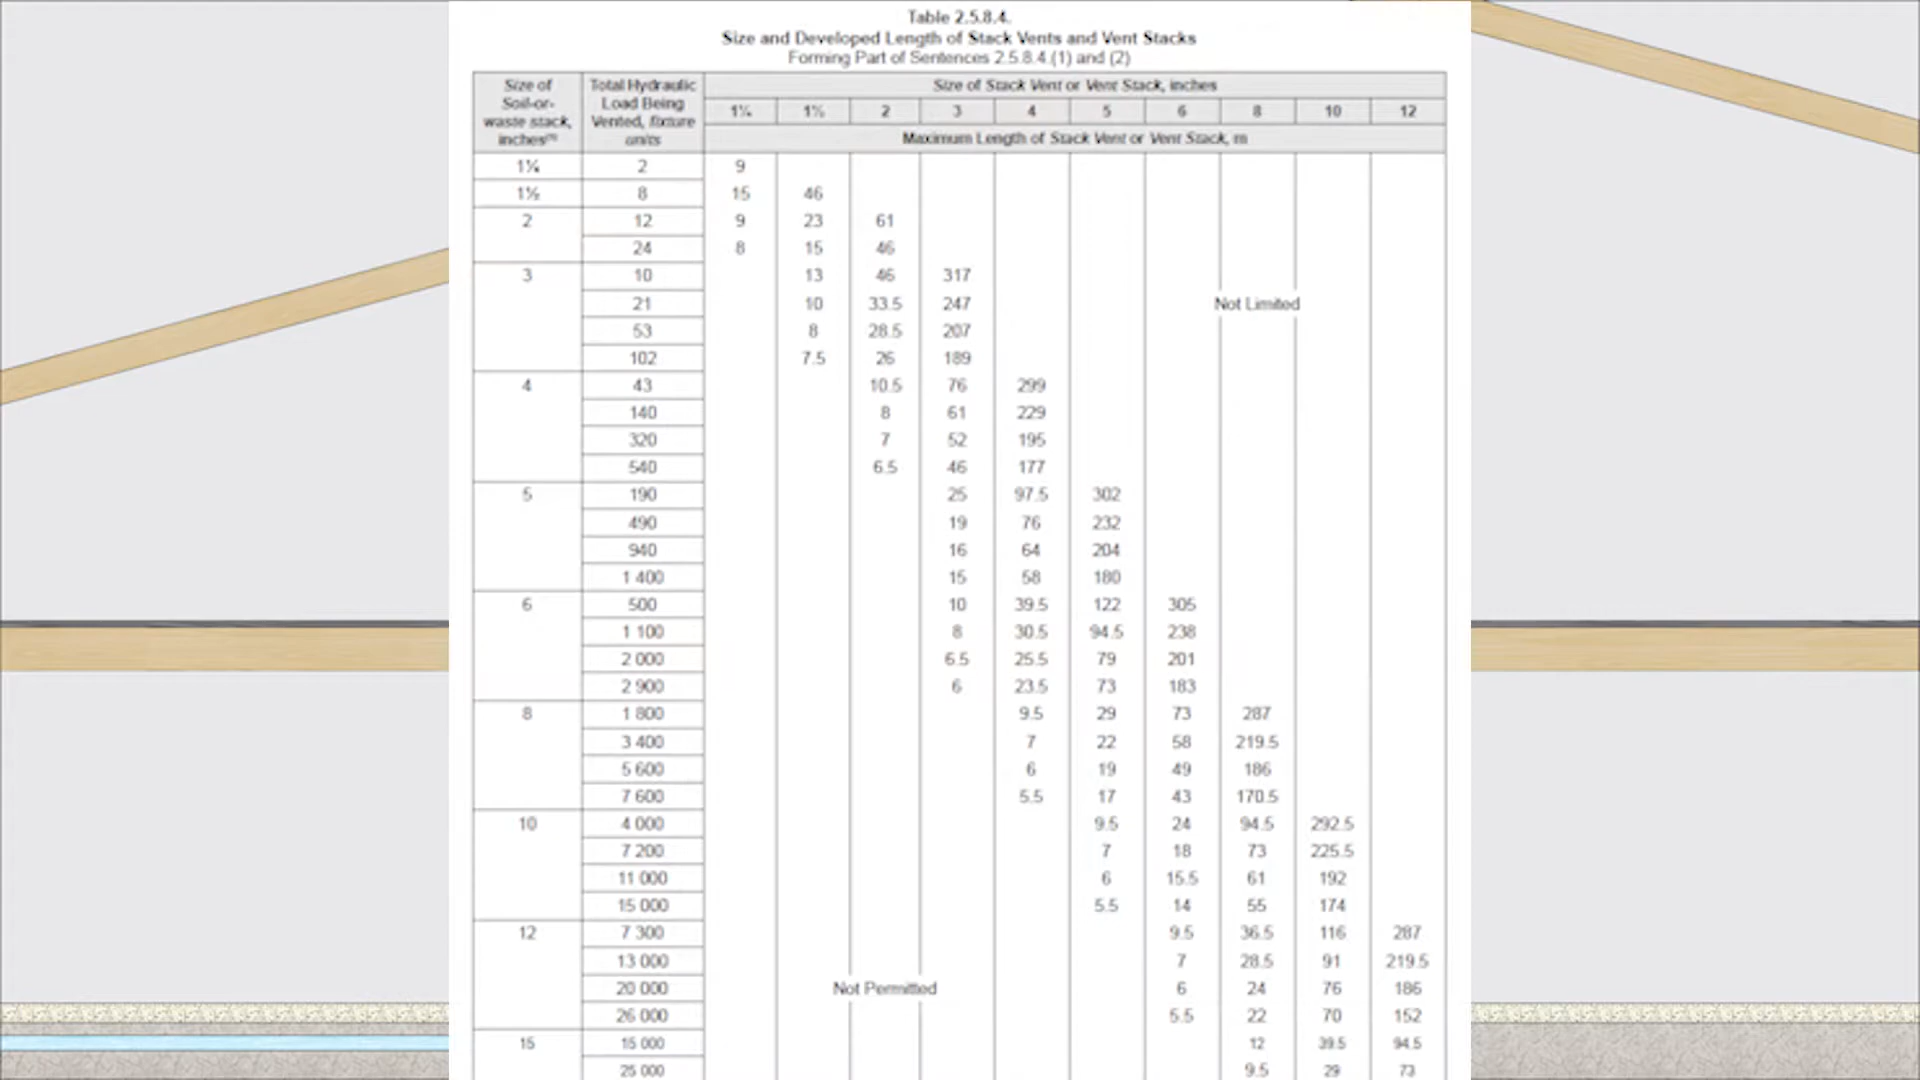 Table 2.5.8.4.
Size and Developed Length of Stack Vents and Vent Stacks
Forming Part of Sentences 2.5.8.4.(1) and (2)
Size of Soil-or-waste stack, inches(1) Total Hydraulic Load Being Vented, fixture units Size of Stack Vent or Vent Stack, inches
1¼ 1½ 2 3 4 5 6 8 10 12
Maximum Length of Stack Vent or Vent Stack, m
1¼ 2 9
1½ 8 15 46
2 12 9 23 61
24 8 15 46
3 10 13 46 317
21 10 33.5 247 Not Limited
53 8 28.5 207
102 7.5 26 189
4 43 10.5 76 299
140 8 61 229
320 7 52 195
540 6.5 46 177
5 190 25 97.5 302
490 19 76 232
940 16 64 204
1 400 15 58 180
6 500 10 39.5 122 305
1 100 8 30.5 94.5 238
2 000 6.5 25.5 79 201
2 900 6 23.5 73 183
8 1 800 9.5 29 73 287
3 400 7 22 58 219.5
5 600 6 19 49 186
7 600 5.5 17 43 170.5
10 4 000 9.5 24 94.5 292.5
7 200 7 18 73 225.5
11 000 6 15.5 61 192
15 000 5.5 14 55 174
12 7 300 9.5 36.5 116 287
13 000 7 28.5 91 219.5
20 000 Not Permitted 6 24 76 186
26 000 5.5 22 70 152
15 15 000 12 39.5 94.5
25 000 9.5 29 73